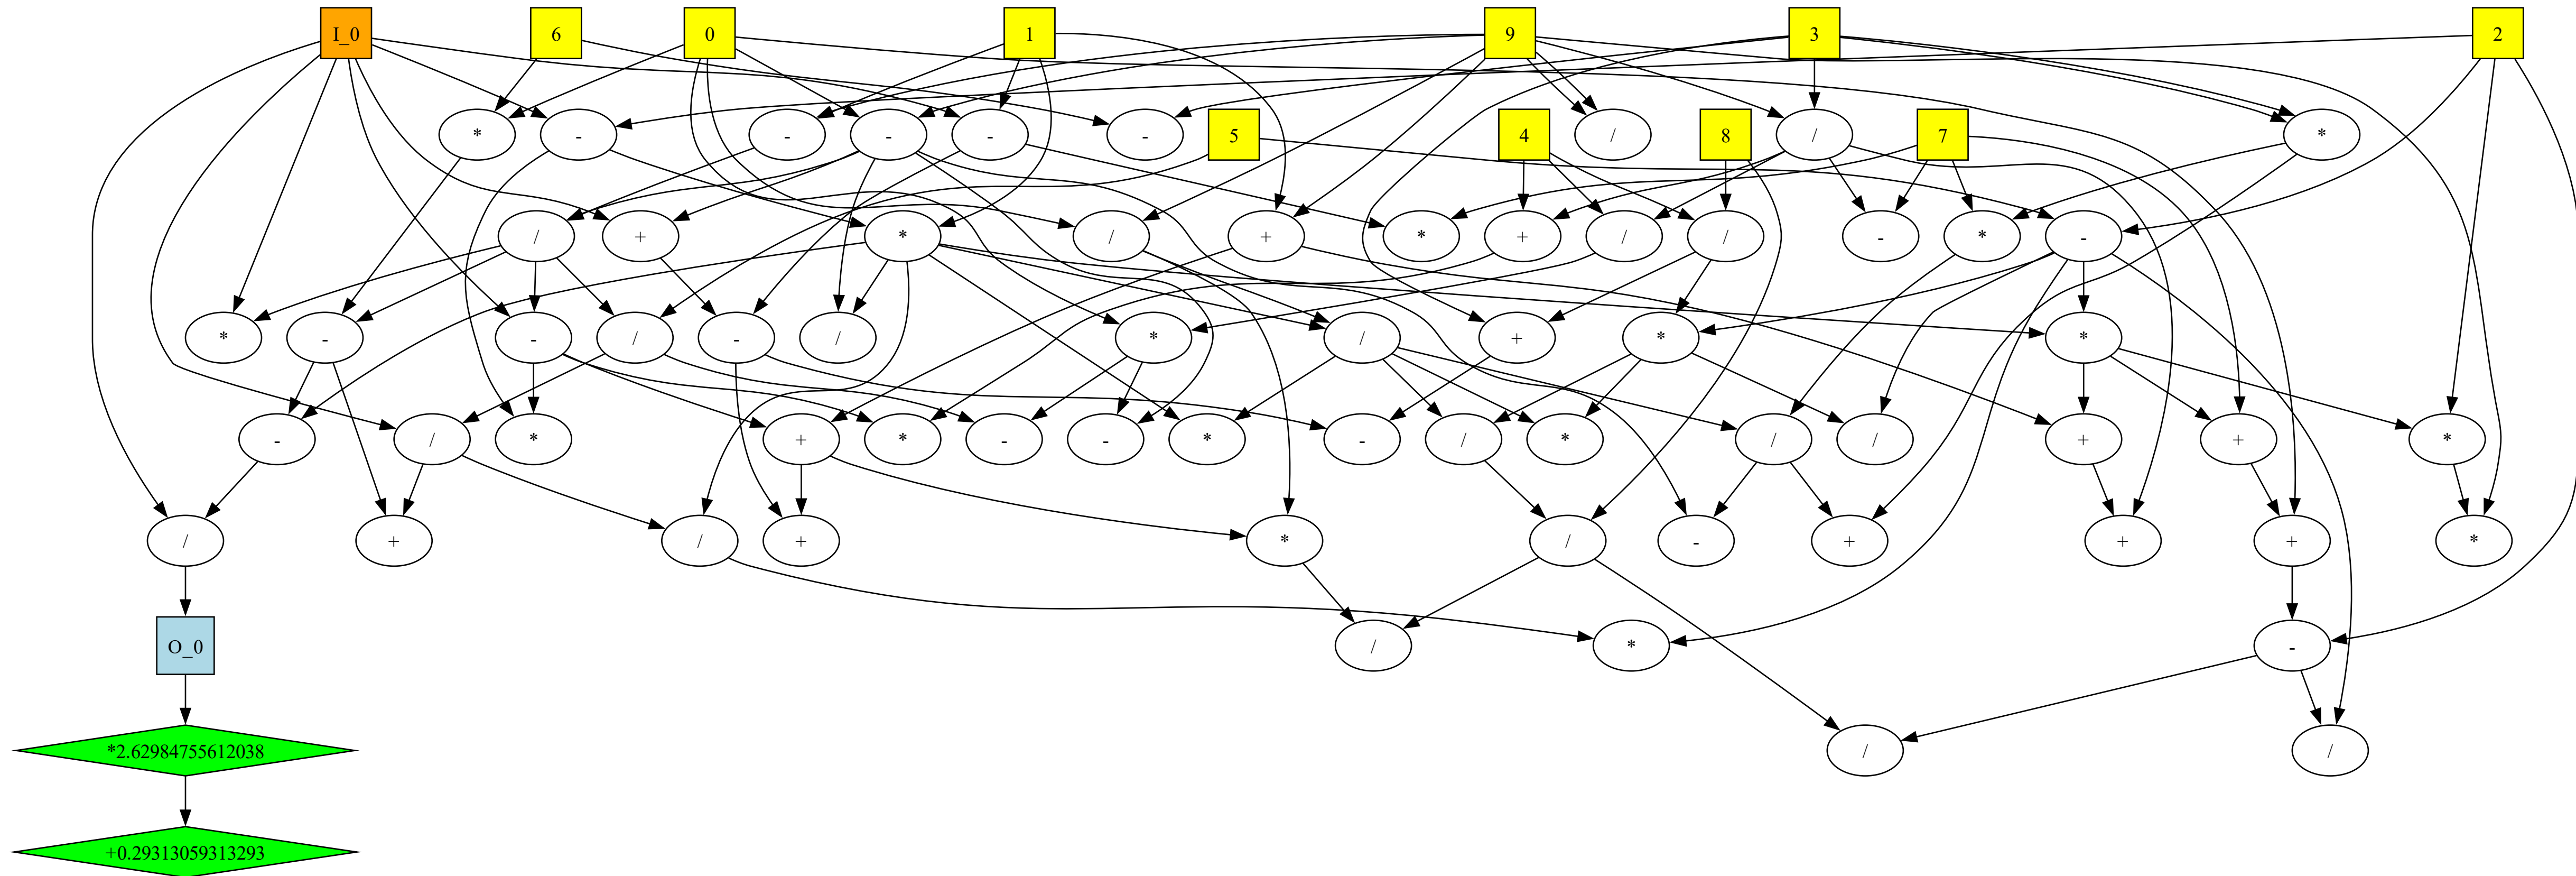 I_0 6 0 1 9 3 2
* - - - - - 5 4 / 8 / 7 *
/ + * / + * + / / - * -
* - - / - / * / + * / *
- / * + * - - * - / * / / + + *
/ + / + * / - + + + *
O_0 / * -
*2.62984755612038 / /
+0.29313059313293